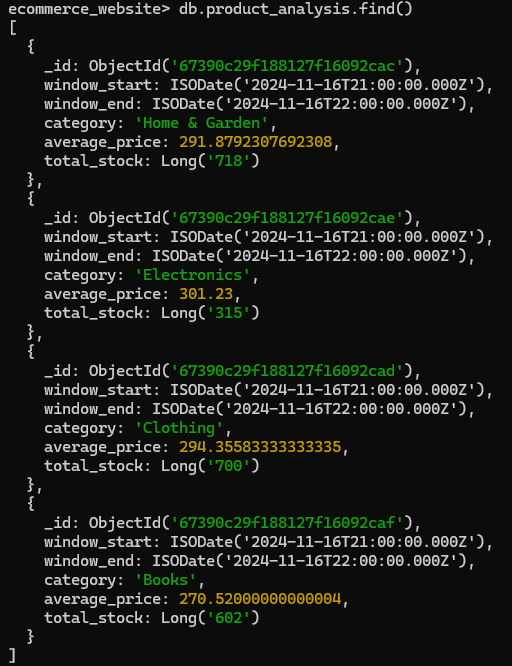 ecommerce_website> db.product_analysis.find()
[
  {
    _id: ObjectId('67390c29f188127f16092cac'),
    window_start: ISODate('2024-11-16T21:00:00.000Z'),
    window_end: ISODate('2024-11-16T22:00:00.000Z'),
    category: 'Home & Garden',
    average_price: 291.8792307692308,
    total_stock: Long('718')
  },
  {
    _id: ObjectId('67390c29f188127f16092cae'),
    window_start: ISODate('2024-11-16T21:00:00.000Z'),
    window_end: ISODate('2024-11-16T22:00:00.000Z'),
    category: 'Electronics',
    average_price: 301.23,
    total_stock: Long('315')
  },
  {
    _id: ObjectId('67390c29f188127f16092cad'),
    window_start: ISODate('2024-11-16T21:00:00.000Z'),
    window_end: ISODate('2024-11-16T22:00:00.000Z'),
    category: 'Clothing',
    average_price: 294.35583333333335,
    total_stock: Long('700')
  },
  {
    _id: ObjectId('67390c29f188127f16092caf'),
    window_start: ISODate('2024-11-16T21:00:00.000Z'),
    window_end: ISODate('2024-11-16T22:00:00.000Z'),
    category: 'Books',
    average_price: 270.52000000000004,
    total_stock: Long('602')
  }
]